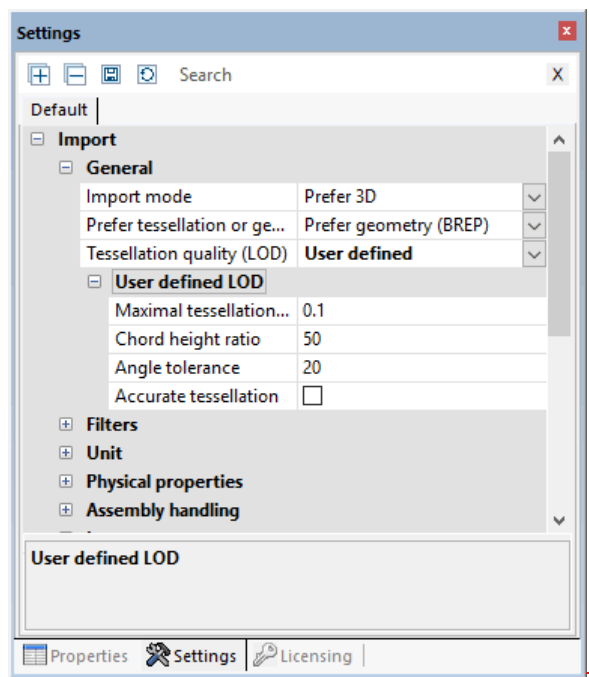 Settings
Search X
Default
Import
General
Import mode Prefer 3D
Prefer tessellation or ge... Prefer geometry (BREP)
Tessellation quality (LOD) User defined
User defined LOD
Maximal tessellation... 0.1
Chord height ratio 50
Angle tolerance 20
Accurate tessellation
Filters
Unit
Physical properties
Assembly handling
User defined LOD
Properties Settings Licensing